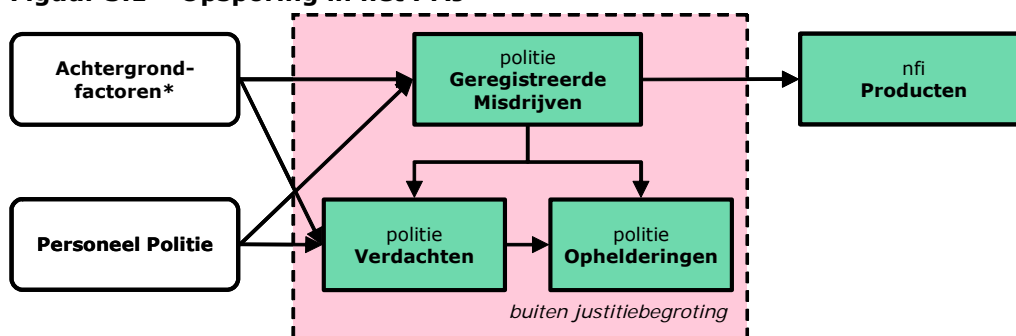 Achtergrond-
factoren*
politie
Geregistreerde
Misdrijven
nfi
Producten
Personeel Politie
politie
Verdachten
politie
Ophelderingen
buiten justitiebegroting